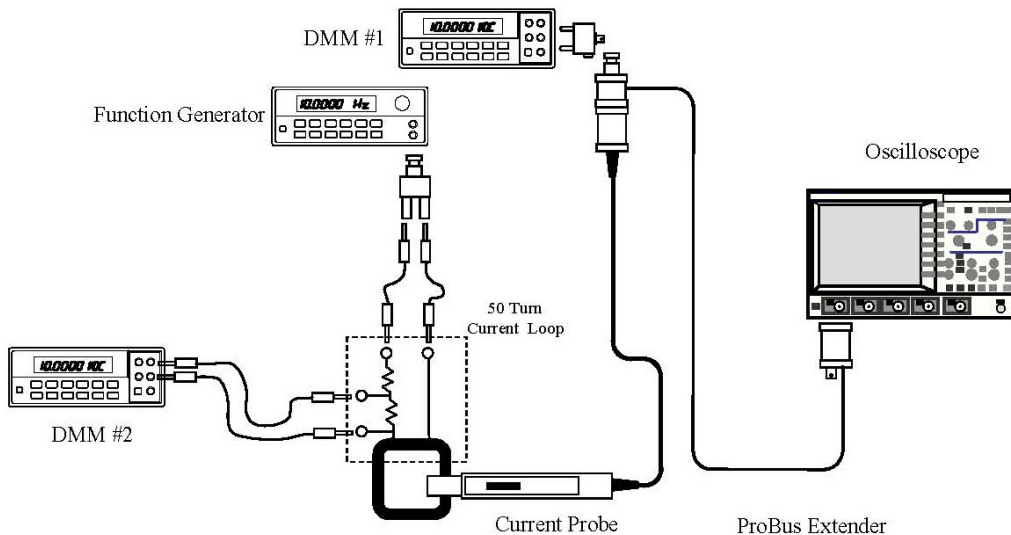 DMM #1
10.0000 VDC
Function Generator
10.0000 Hz
Oscilloscope
50 Turn
Current Loop
10.0000 VDC
DMM #2
Current Probe
ProBus Extender